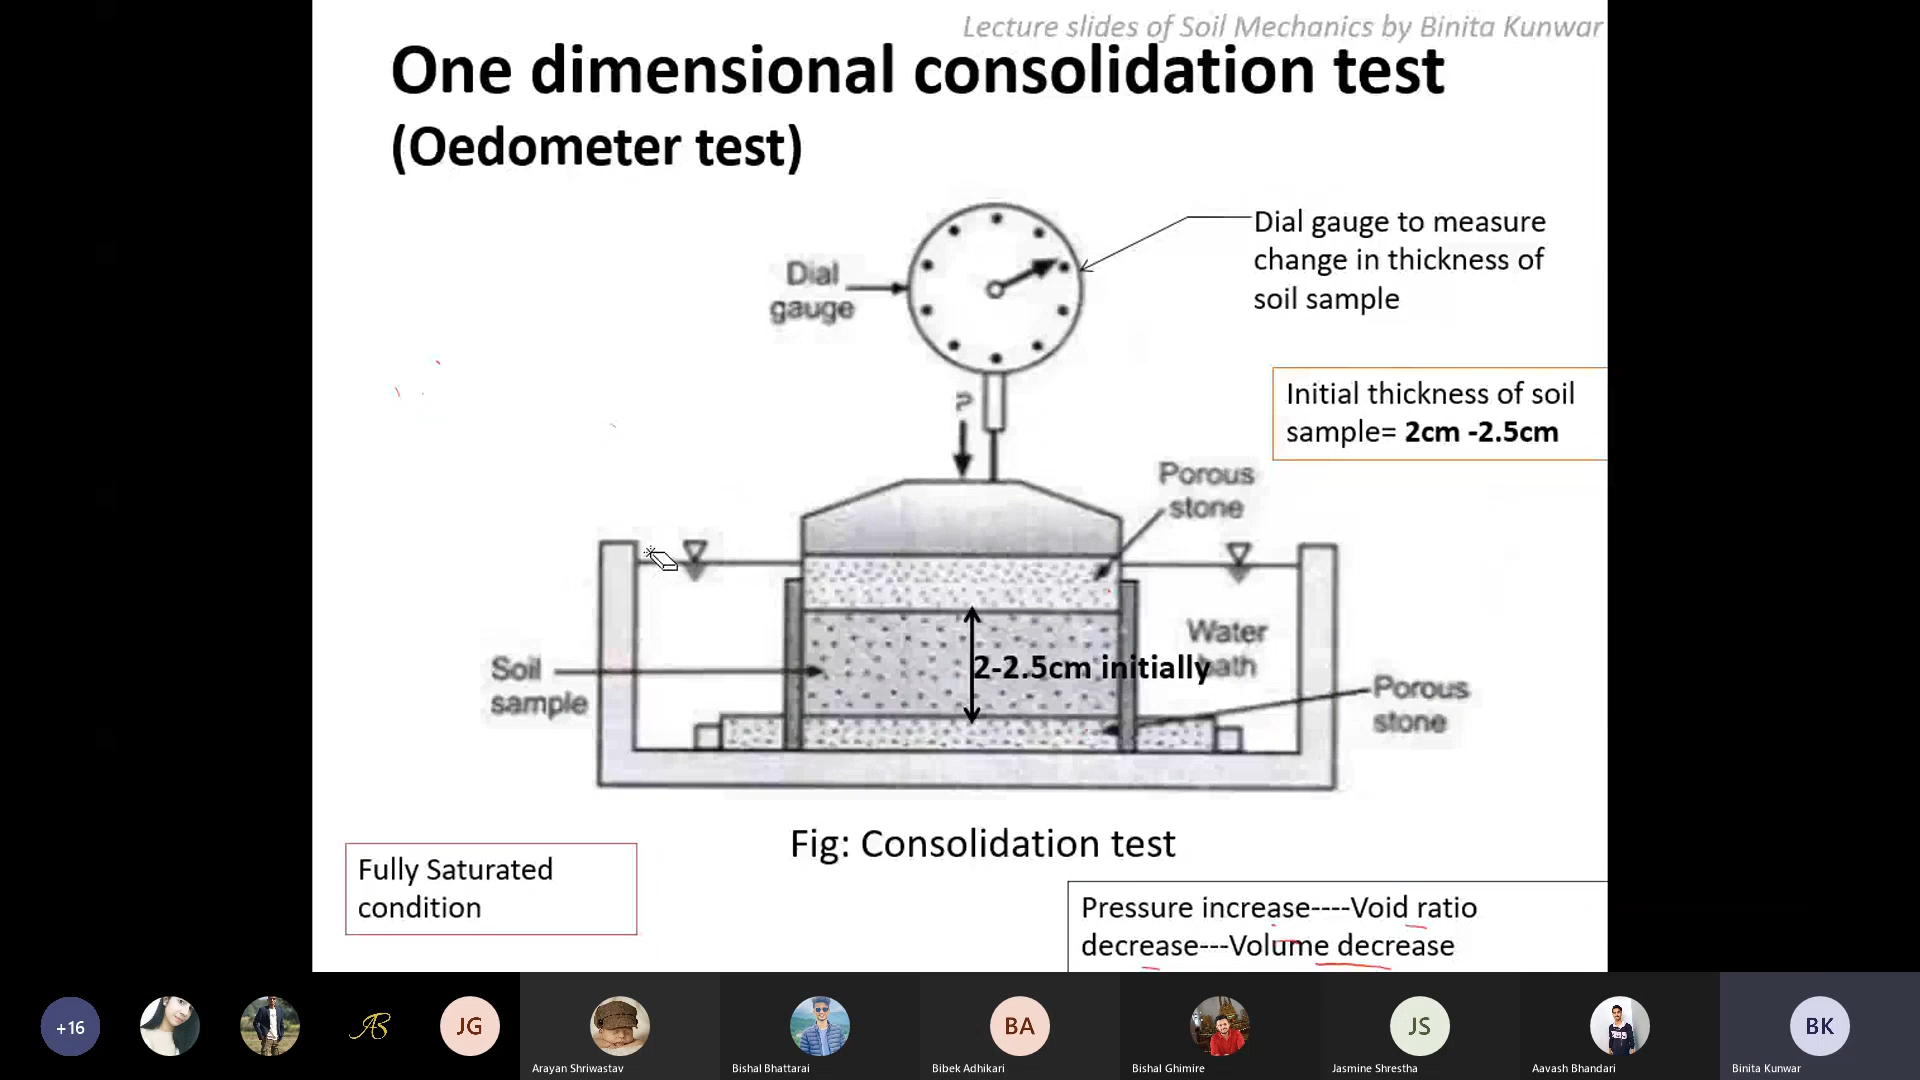 Lecture slides of Soil Mechanics by Binita Kunwar
One dimensional consolidation test
(Oedometer test)
Dial gauge to measure
change in thickness of
soil sample
Dial
gauge
Initial thickness of soil
sample= 2cm -2.5cm
P
Porous
stone
Water
bath
2-2.5cm initially
Soil
sample
Porous
stone
Fig: Consolidation test
Fully Saturated
condition
Pressure increase----Void ratio
decrease---Volume decrease
+16
AS
JG
BA
JS
BK
Arayan Shriwastav
Bishal Bhattarai
Bibek Adhikari
Bishal Ghimire
Jasmine Shrestha
Aavash Bhandari
Binita Kunwar